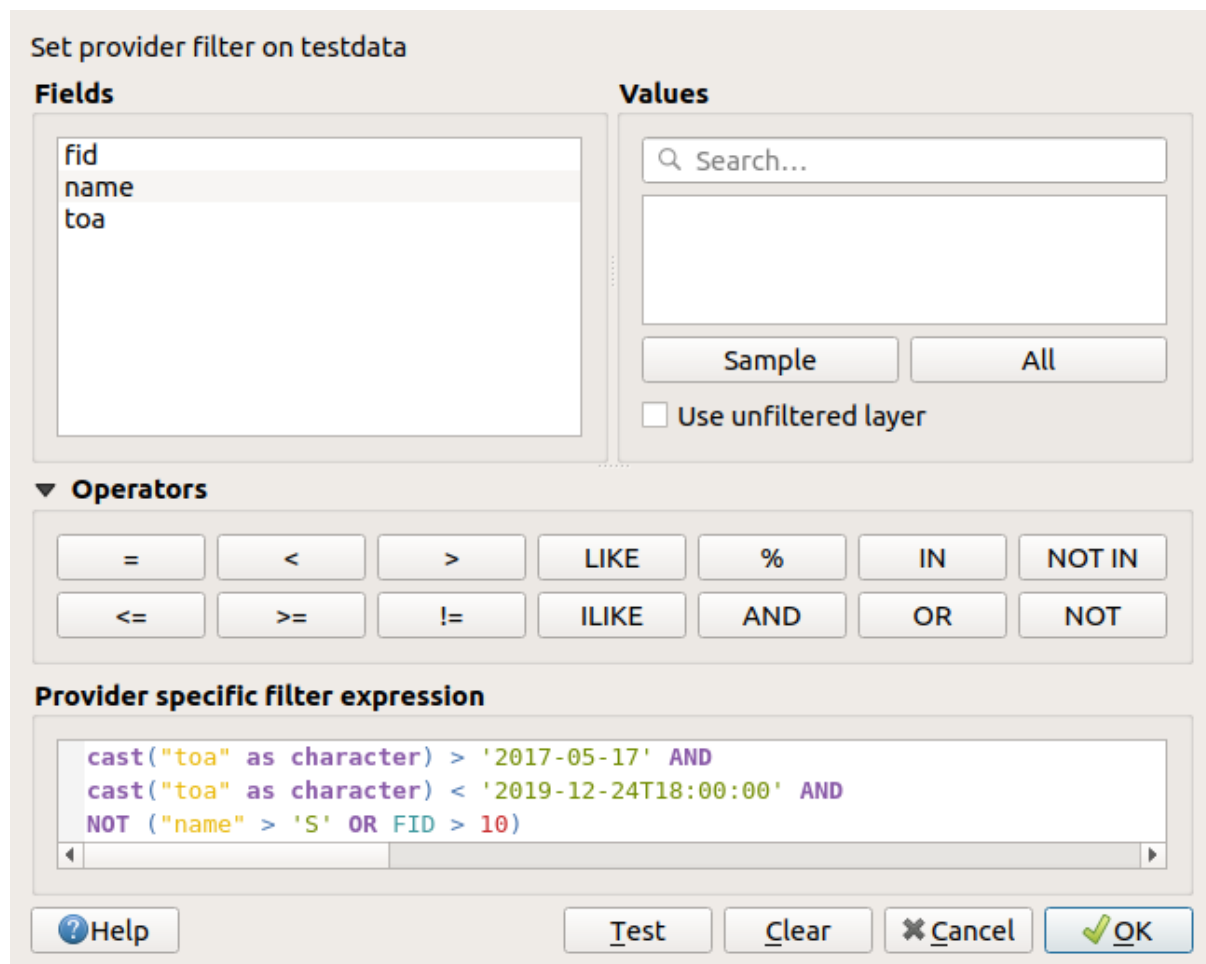 Set provider filter on testdata
Fields
Values
fid
name
toa
Search...
Sample
All
Use unfiltered layer
Operators
= < > LIKE % IN NOT IN
<= >= != ILIKE AND OR NOT
Provider specific filter expression
cast("toa" as character) > '2017-05-17' AND
cast("toa" as character) < '2019-12-24T18:00:00' AND
NOT ("name" > 'S' OR FID > 10)
?Help Test Clear Cancel OK